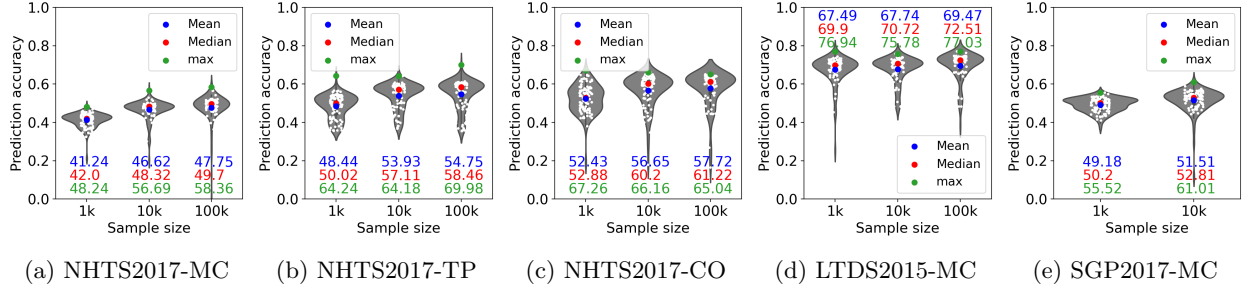 1.0
0.8
0.6
0.4
0.2
0.0
Prediction accuracy
Mean
Median
max
41.24 46.62 47.75
42.0 48.32 49.7
48.24 56.69 58.36
1k 10k 100k
Sample size
(a) NHTS2017-MC
1.0
0.8
0.6
0.4
0.2
0.0
Prediction accuracy
Mean
Median
max
48.44 53.93 54.75
50.02 57.11 58.46
64.24 64.18 69.98
1k 10k 100k
Sample size
(b) NHTS2017-TP
1.0
0.8
0.6
0.4
0.2
0.0
Prediction accuracy
Mean
Median
max
52.43 56.65 57.72
52.88 60.2 61.22
67.26 66.16 65.04
1k 10k 100k
Sample size
(c) NHTS2017-CO
1.0
0.8
0.6
0.4
0.2
0.0
Prediction accuracy
67.49 67.74 69.47
69.9 70.72 72.51
76.94 75.78 77.03
Mean
Median
max
1k 10k 100k
Sample size
(d) LTDS2015-MC
1.0
0.8
0.6
0.4
0.2
0.0
Prediction accuracy
Mean
Median
max
49.18 51.51
50.2 52.81
55.52 61.01
1k 10k
Sample size
(e) SGP2017-MC